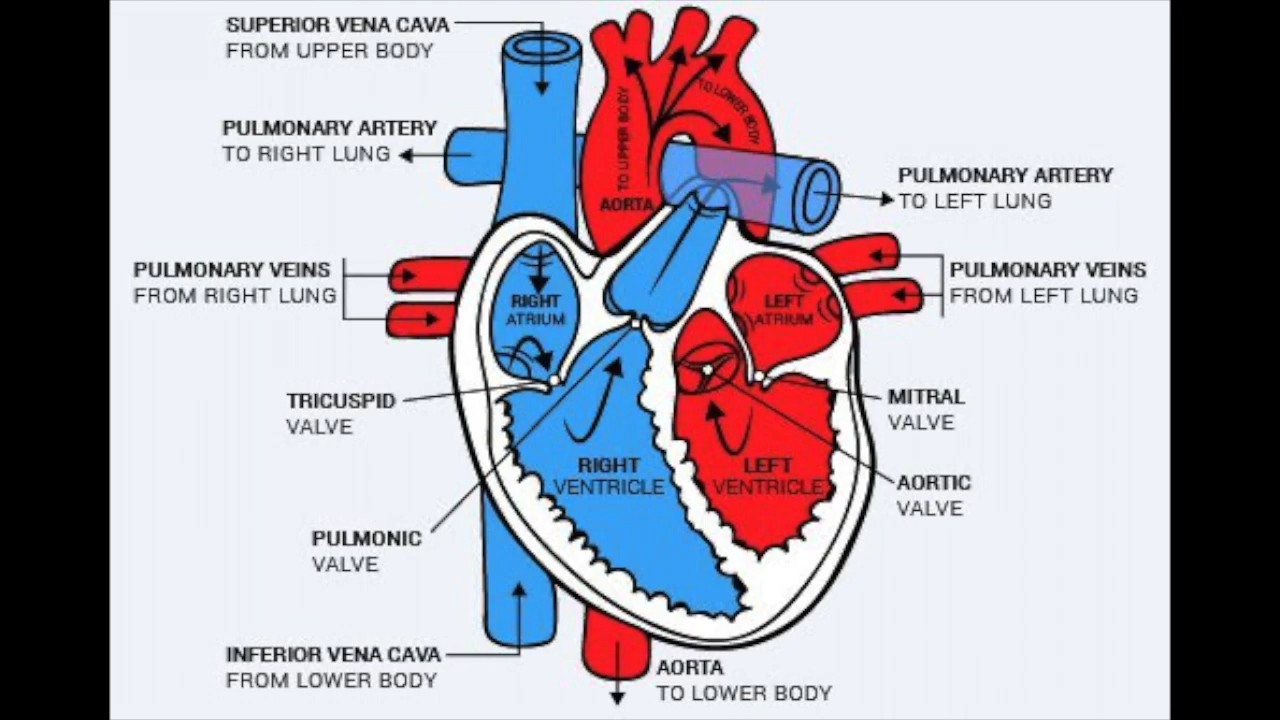 SUPERIOR VENA CAVA
FROM UPPER BODY
PULMONARY ARTERY
TO RIGHT LUNG
PULMONARY VEINS
FROM RIGHT LUNG
TRICUSPID
VALVE
PULMONIC
VALVE
INFERIOR VENA CAVA
FROM LOWER BODY
TO UPPER BODY
TO LOWER BODY
AORTA
RIGHT
ATRIUM
LEFT
ATRIUM
RIGHT
VENTRICLE
LEFT
VENTRICLE
PULMONARY ARTERY
TO LEFT LUNG
PULMONARY VEINS
FROM LEFT LUNG
MITRAL
VALVE
AORTIC
VALVE
AORTA
TO LOWER BODY